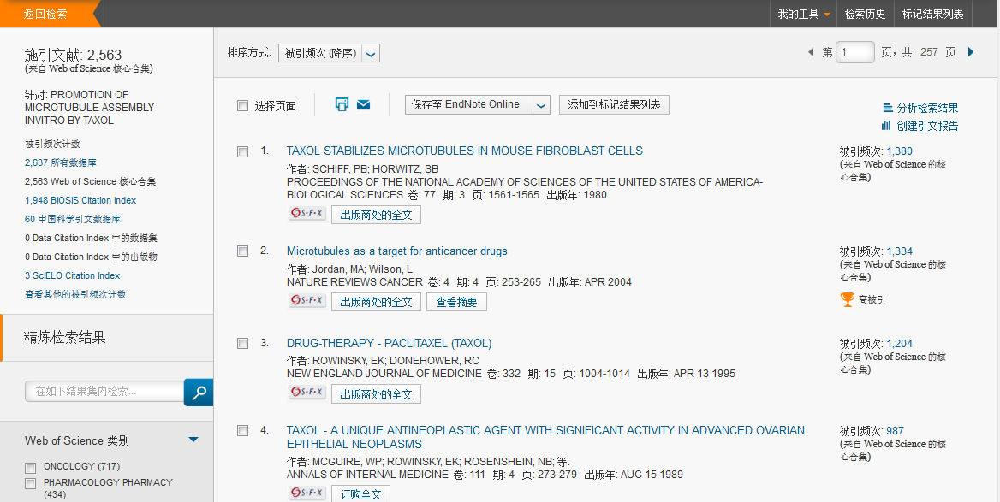 返回检索
我的工具
检索历史
标记结果列表
施引文献: 2,563
(来自 Web of Science 核心合集)
针对: PROMOTION OF
MICROTUBULE ASSEMBLY
INVITRO BY TAXOL
被引频次计数
2,637 所有数据库
2,563 Web of Science 核心合集
1,948 BIOSIS Citation Index
60 中国科学引文数据库
0 Data Citation Index 中的数据集
0 Data Citation Index 中的出版物
3 SciELO Citation Index
查看其他的被引频次计数
精炼检索结果
在如下结果集内检索...
Web of Science 类别
ONCOLOGY (717)
PHARMACOLOGY PHARMACY
(434)
排序方式: 被引频次 (降序)
第 1 页，共 257 页
选择页面
保存至 EndNote Online
添加到标记结果列表
分析检索结果
创建引文报告
1. TAXOL STABILIZES MICROTUBULES IN MOUSE FIBROBLAST CELLS
作者: SCHIFF, PB; HORWITZ, SB
PROCEEDINGS OF THE NATIONAL ACADEMY OF SCIENCES OF THE UNITED STATES OF AMERICA-
BIOLOGICAL SCIENCES 卷: 77 期: 3 页: 1561-1565 出版年: 1980
S·F·X 出版商处的全文
被引频次: 1,380
(来自 Web of Science 的核
心合集)
2. Microtubules as a target for anticancer drugs
作者: Jordan, MA; Wilson, L
NATURE REVIEWS CANCER 卷: 4 期: 4 页: 253-265 出版年: APR 2004
S·F·X 出版商处的全文 查看摘要
被引频次: 1,334
(来自 Web of Science 的核
心合集)
高被引
3. DRUG-THERAPY - PACLITAXEL (TAXOL)
作者: ROWINSKY, EK; DONEHOWER, RC
NEW ENGLAND JOURNAL OF MEDICINE 卷: 332 期: 15 页: 1004-1014 出版年: APR 13 1995
S·F·X 出版商处的全文
被引频次: 1,204
(来自 Web of Science 的核
心合集)
4. TAXOL - A UNIQUE ANTINEOPLASTIC AGENT WITH SIGNIFICANT ACTIVITY IN ADVANCED OVARIAN
EPITHELIAL NEOPLASMS
作者: MCGUIRE, WP; ROWINSKY, EK; ROSENSHEIN, NB; 等.
ANNALS OF INTERNAL MEDICINE 卷: 111 期: 4 页: 273-279 出版年: AUG 15 1989
S·F·X 订购全文
被引频次: 987
(来自 Web of Science 的核
心合集)